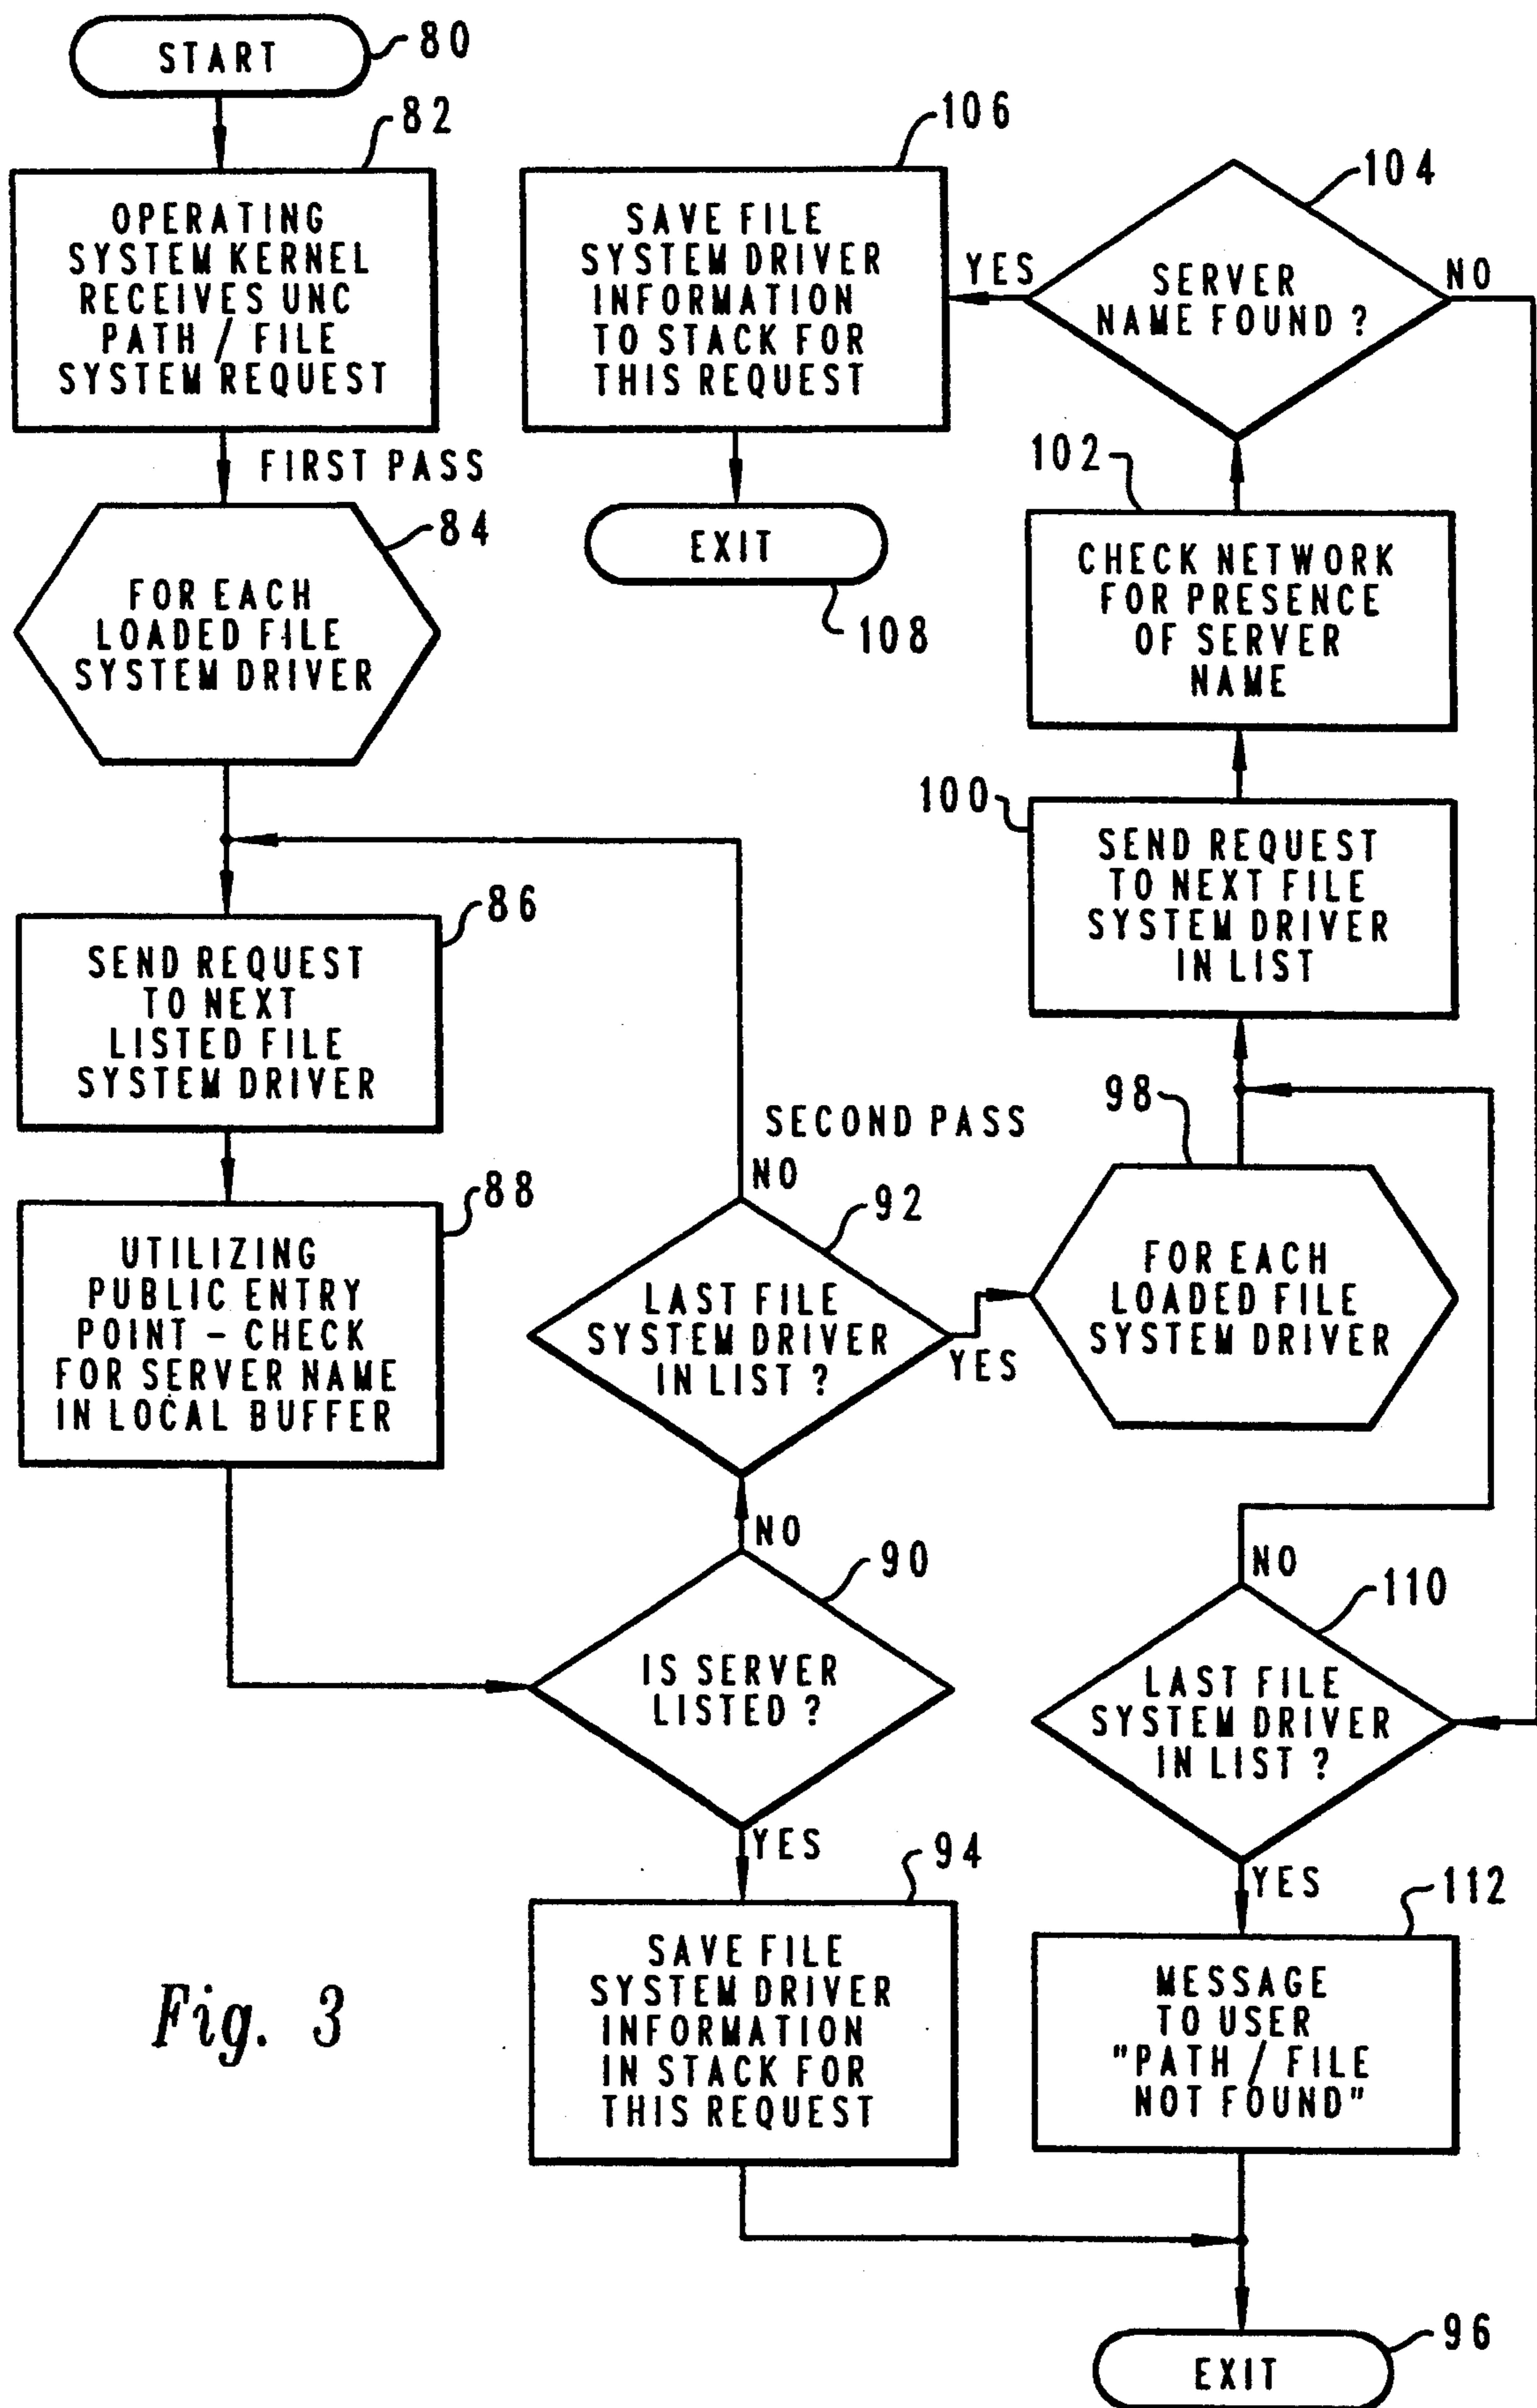 START
80
82
OPERATING
SYSTEM KERNEL
RECEIVES UNC
PATH / FILE
SYSTEM REQUEST
FIRST PASS
84
FOR EACH
LOADED FILE
SYSTEM DRIVER
86
SEND REQUEST
TO NEXT
LISTED FILE
SYSTEM DRIVER
88
UTILIZING
PUBLIC ENTRY
POINT - CHECK
FOR SERVER NAME
IN LOCAL BUFFER
90
IS SERVER
LISTED ?
NO
YES
92
LAST FILE
SYSTEM DRIVER
IN LIST ?
NO
YES
SECOND PASS
94
SAVE FILE
SYSTEM DRIVER
INFORMATION
IN STACK FOR
THIS REQUEST
98
FOR EACH
LOADED FILE
SYSTEM DRIVER
100
SEND REQUEST
TO NEXT FILE
SYSTEM DRIVER
IN LIST
102
CHECK NETWORK
FOR PRESENCE
OF SERVER
NAME
104
SERVER
NAME FOUND ?
YES
NO
106
SAVE FILE
SYSTEM DRIVER
INFORMATION
TO STACK FOR
THIS REQUEST
EXIT
108
110
LAST FILE
SYSTEM DRIVER
IN LIST ?
NO
YES
112
MESSAGE
TO USER
"PATH / FILE
NOT FOUND"
96
EXIT
Fig. 3